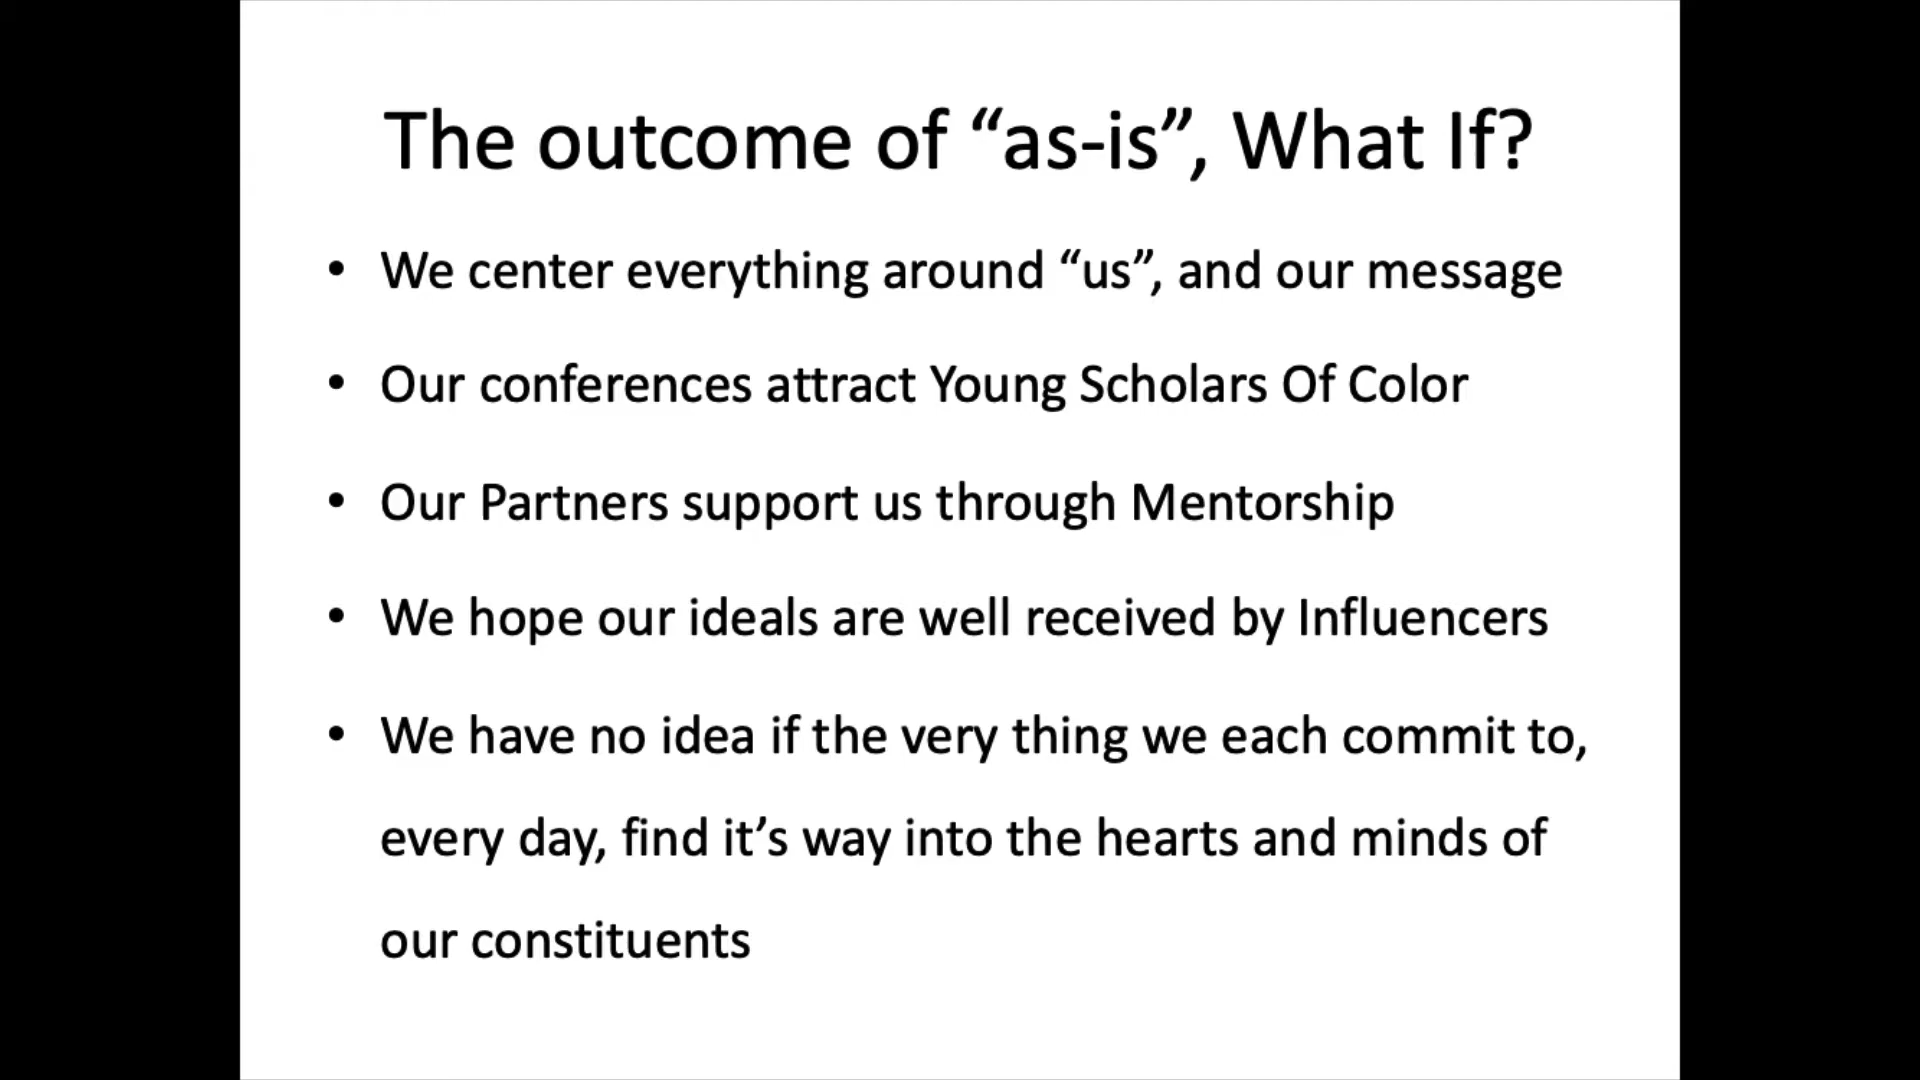 The outcome of “as-is”, What If?
• We center everything around “us”, and our message
• Our conferences attract Young Scholars Of Color
• Our Partners support us through Mentorship
• We hope our ideals are well received by Influencers
• We have no idea if the very thing we each commit to,
every day, find it’s way into the hearts and minds of
our constituents